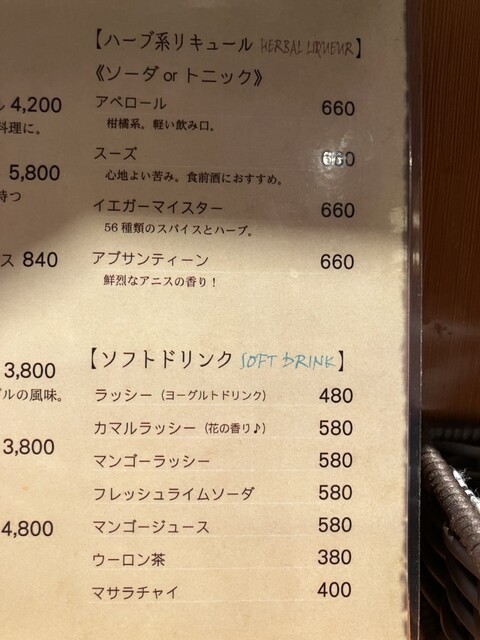 4,200
料理に。
5,800
持つ
ス 840
3,800
ルの風味。
3,800
4,800
【ハーブ系リキュール HERBAL LIQUEUR】
《ソーダ or トニック》
アペロール 660
柑橘系。軽い飲み口。
スーズ 660
心地よい苦み。食前酒におすすめ。
イエガーマイスター 660
56種類のスパイスとハーブ。
アブサンティーン 660
鮮烈なアニスの香り！
【ソフトドリンク SOFT DRINK】
ラッシー（ヨーグルトドリンク） 480
カマルラッシー（花の香り♪） 580
マンゴーラッシー 580
フレッシュライムソーダ 580
マンゴージュース 580
ウーロン茶 380
マサラチャイ 400